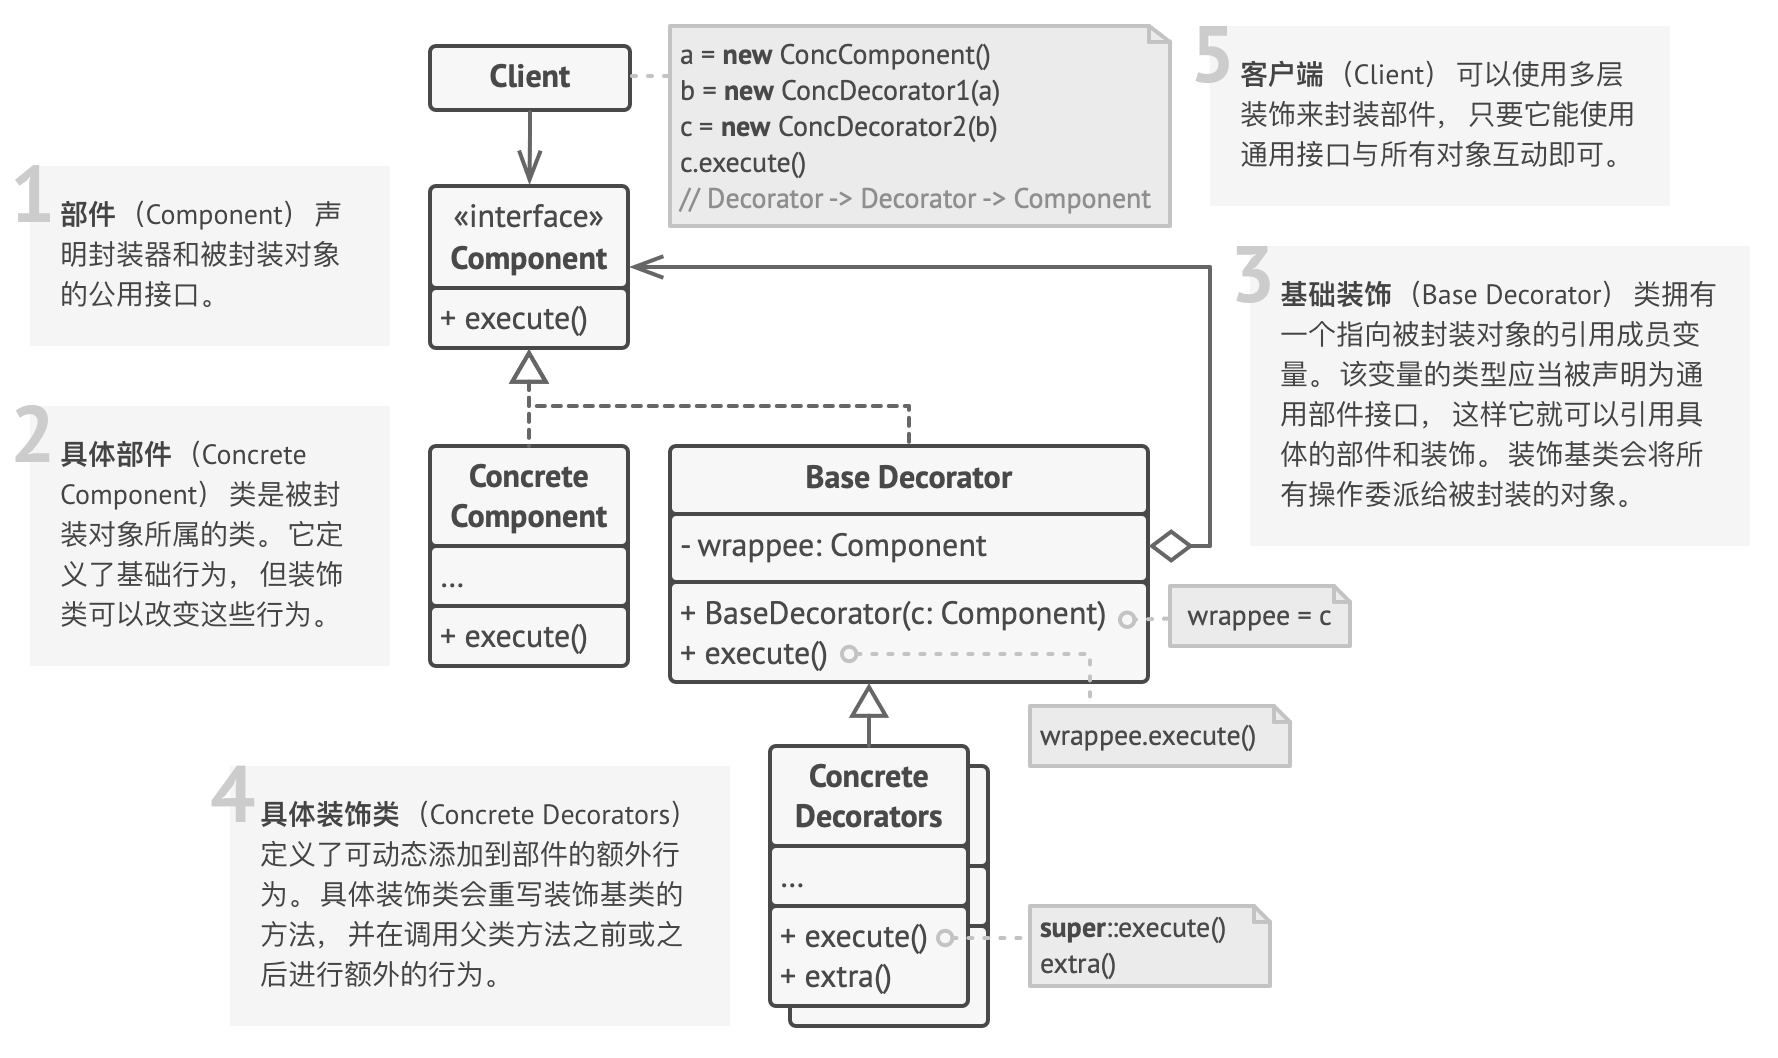 Client
a = new ConcComponent()
b = new ConcDecorator1(a)
c = new ConcDecorator2(b)
c.execute()
// Decorator -> Decorator -> Component
5
客户端 （Client） 可以使用多层
装饰来封装部件， 只要它能使用
通用接口与所有对象互动即可。
1
部件 （Component） 声
明封装器和被封装对象
的公用接口。
«interface»
Component
+ execute()
3
基础装饰 （Base Decorator） 类拥有
一个指向被封装对象的引用成员变
量。 该变量的类型应当被声明为通
用部件接口， 这样它就可以引用具
体的部件和装饰。 装饰基类会将所
有操作委派给被封装的对象。
2
具体部件 （Concrete
Component） 类是被封
装对象所属的类。 它定
义了基础行为， 但装饰
类可以改变这些行为。
Concrete
Component
...
+ execute()
Base Decorator
- wrappee: Component
+ BaseDecorator(c: Component)
+ execute()
wrappee = c
wrappee.execute()
4
具体装饰类 （Concrete Decorators）
定义了可动态添加到部件的额外行
为。 具体装饰类会重写装饰基类的
方法， 并在调用父类方法之前或之
后进行额外的行为。
Concrete
Decorators
...
+ execute()
+ extra()
super::execute()
extra()